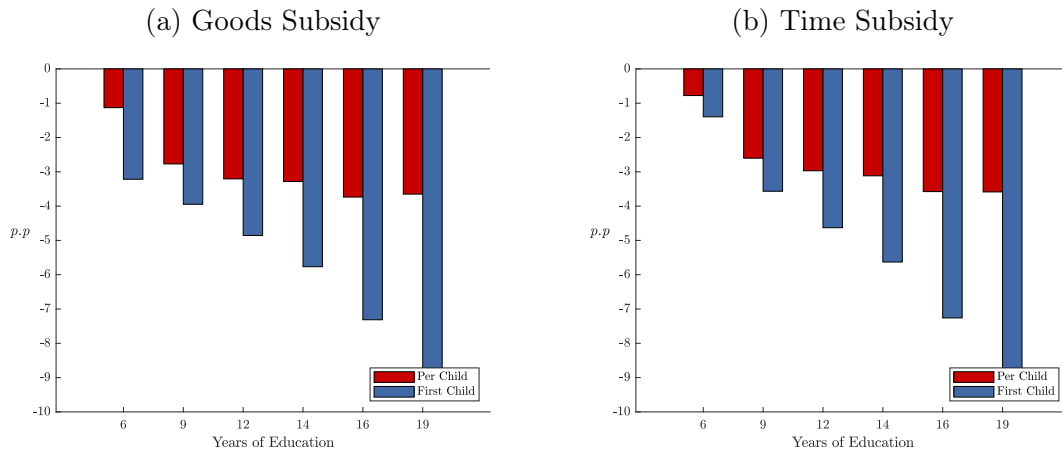 (a) Goods Subsidy
0
-1
-2
-3
-4
p.p
-5
-6
-7
-8
-9
-10
Per Child
First Child
6 9 12 14 16 19
Years of Education
(b) Time Subsidy
0
-1
-2
-3
-4
p.p
-5
-6
-7
-8
-9
-10
Per Child
First Child
6 9 12 14 16 19
Years of Education